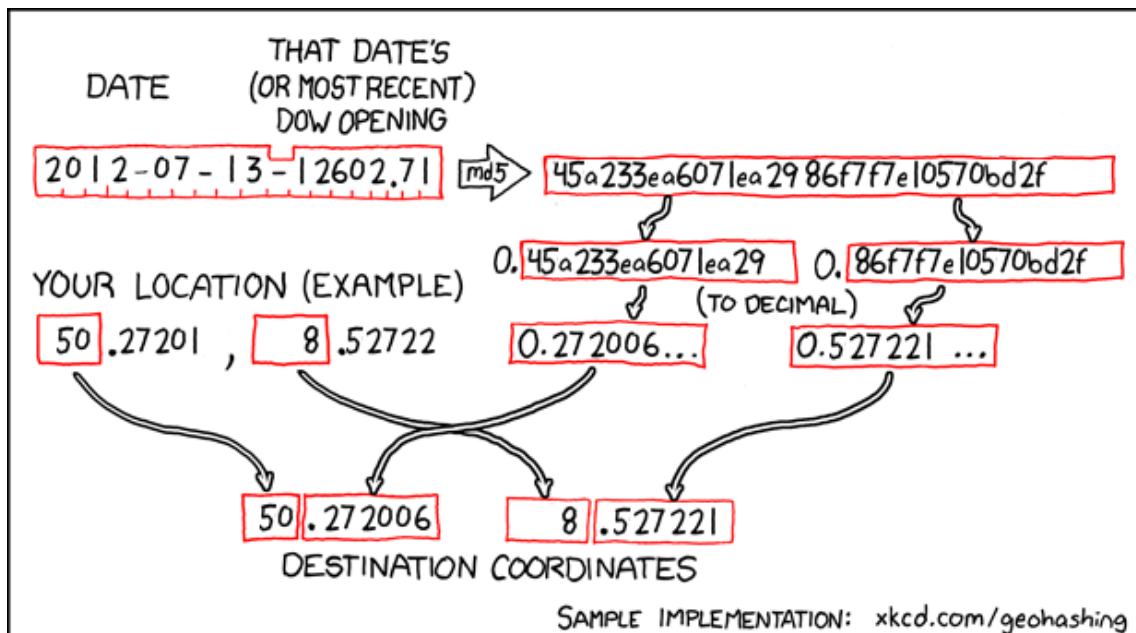 DATE
THAT DATE'S
(OR MOST RECENT)
DOW OPENING
2012-07-13-12602.71
md5
45a233ea6071ea2986f7f7e10570bd2f
0.45a233ea6071ea29
0.86f7f7e10570bd2f
YOUR LOCATION (EXAMPLE)
(TO DECIMAL)
50.27201, 8.52722
0.272006...
0.527221 ...
50.272006
8.527221
DESTINATION COORDINATES
SAMPLE IMPLEMENTATION: xkcd.com/geohashing